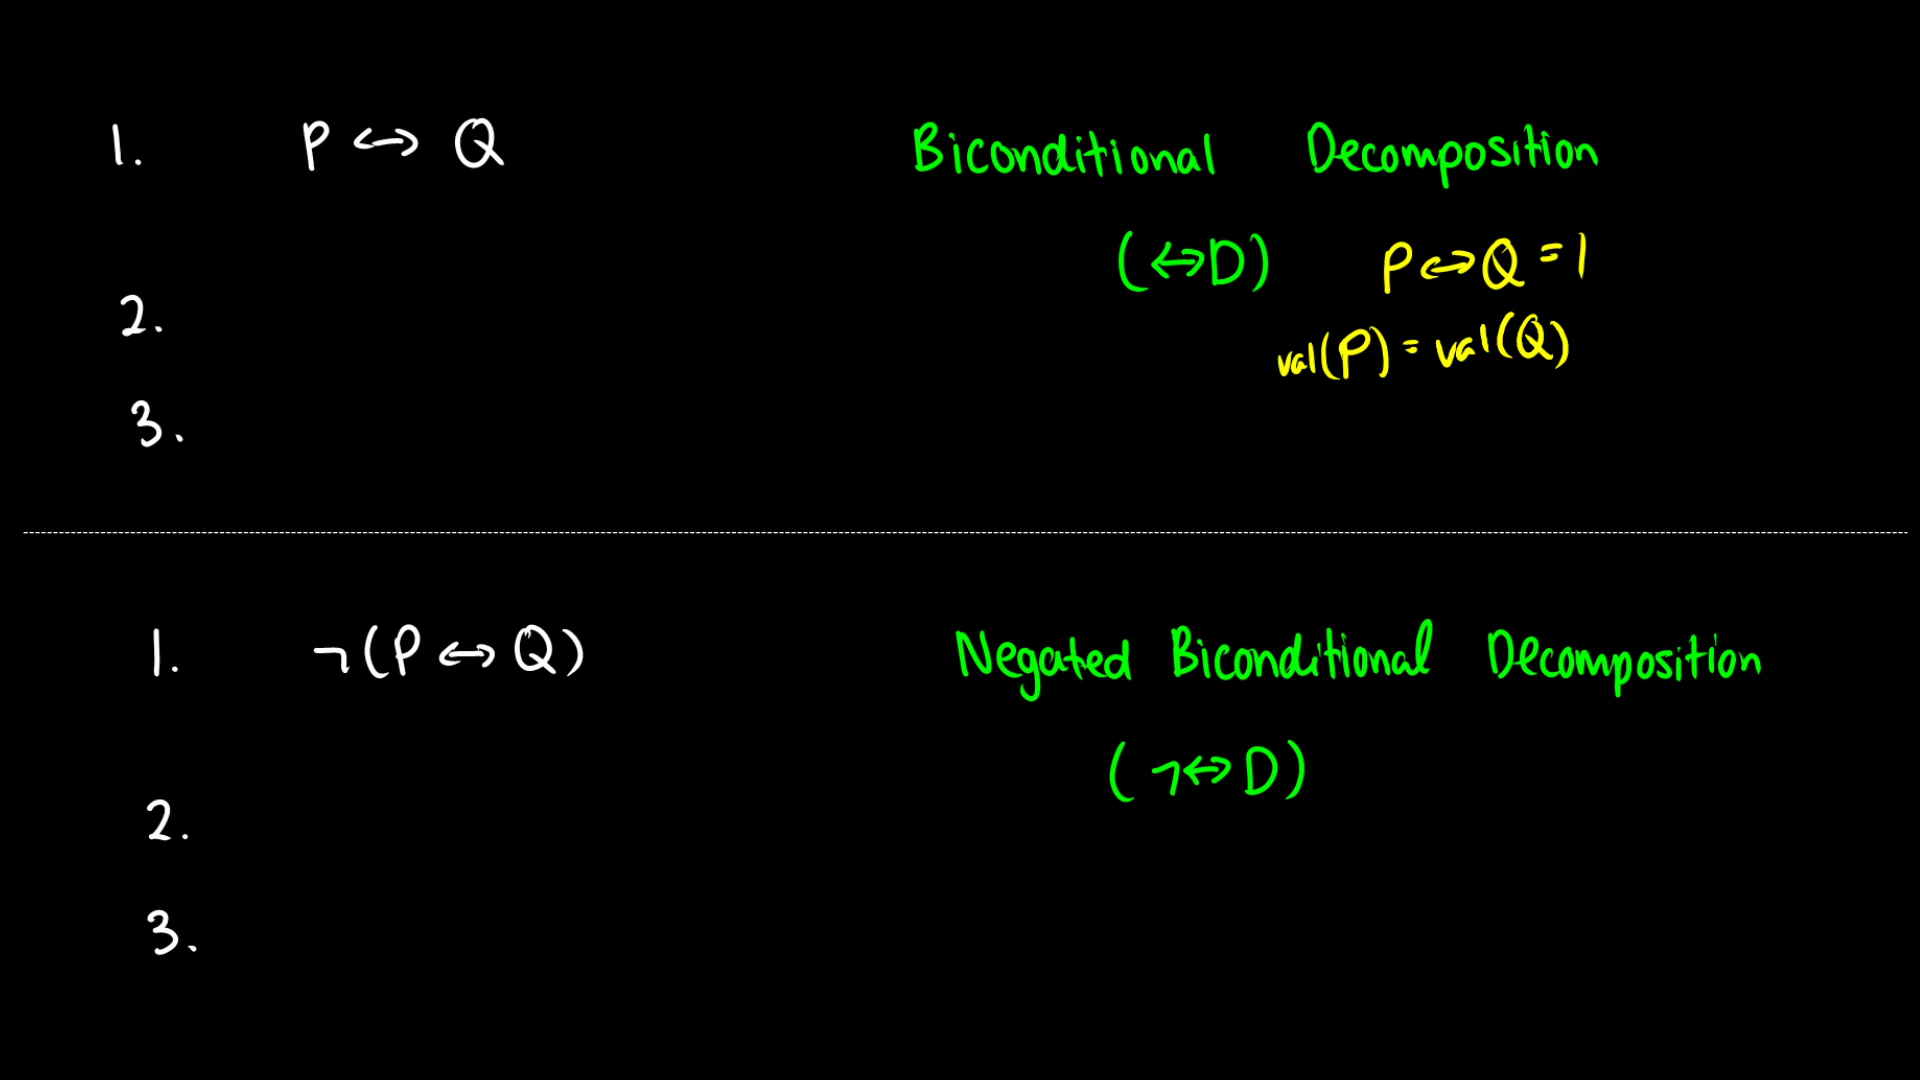 1. P ↔ Q Biconditional Decomposition
(↔D) P↔Q = 1
2.
val(P) = val(Q)
3.
1. ¬(P ↔ Q) Negated Biconditional Decomposition
(¬↔D)
2.
3.